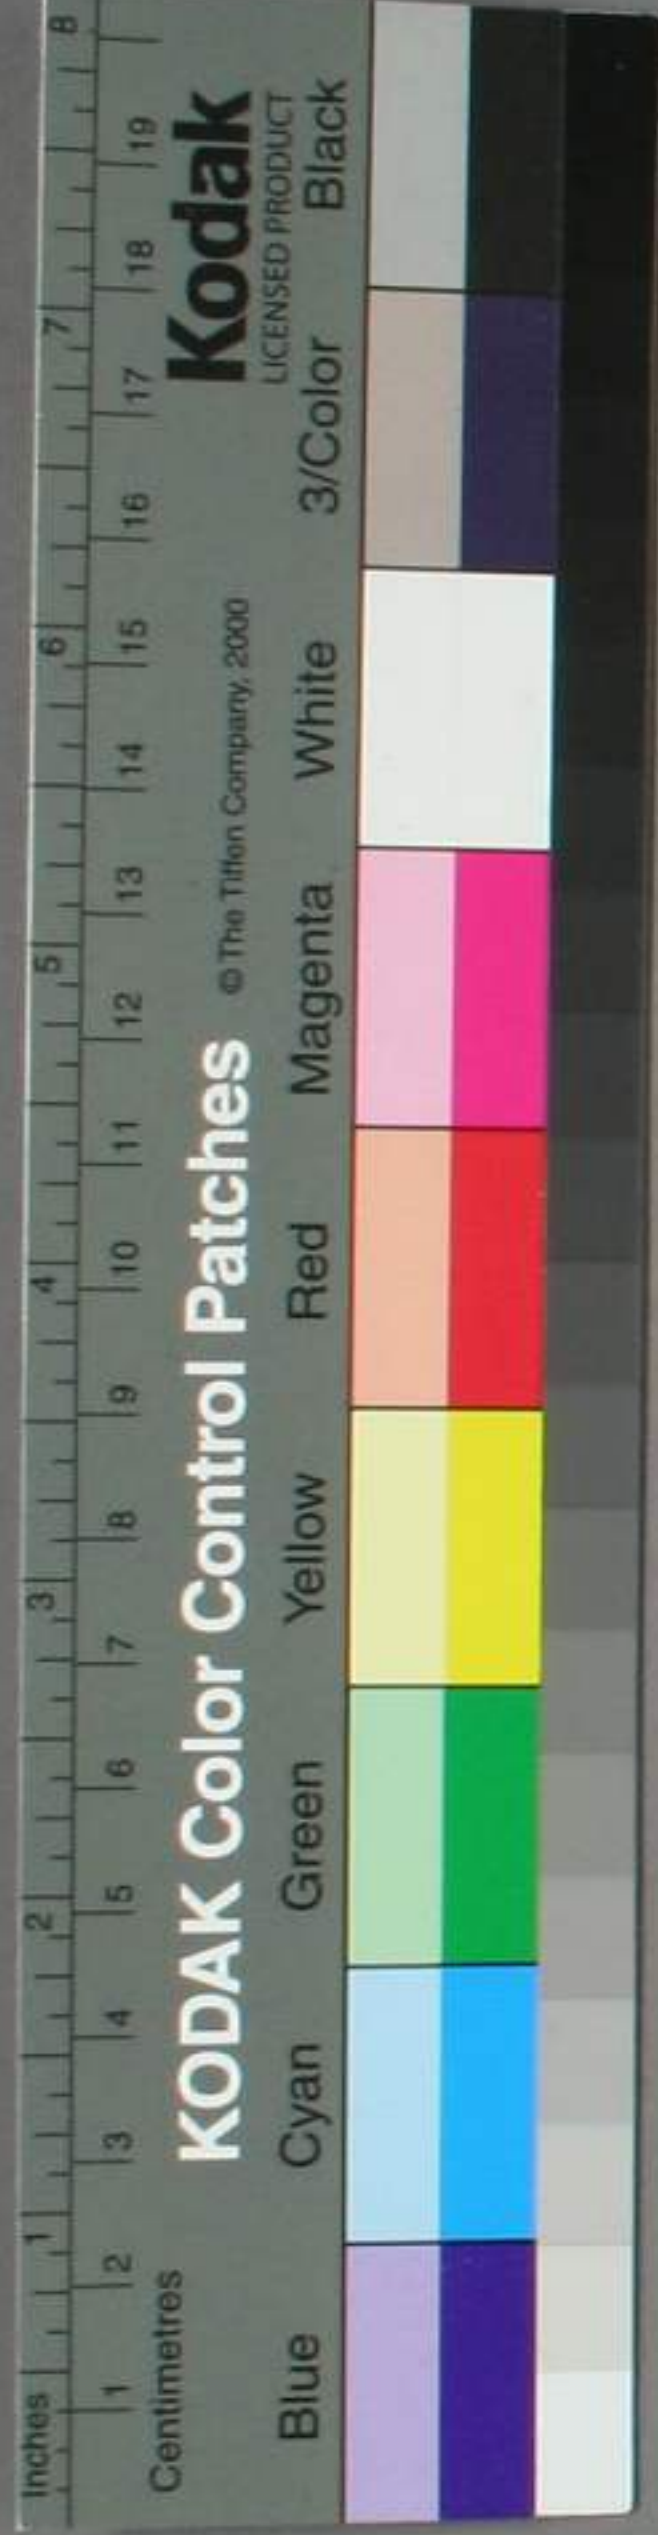 Inches 1 2 3 4 5 6 7 8
1 2 3 4 5 6 7 8 9 10 11 12 13 14 15 16 17 18 19
Centimetres
KODAK Color Control Patches
© The Tiffen Company, 2000
Kodak
LICENSED PRODUCT
Blue Cyan Green Yellow Red Magenta White 3/Color Black